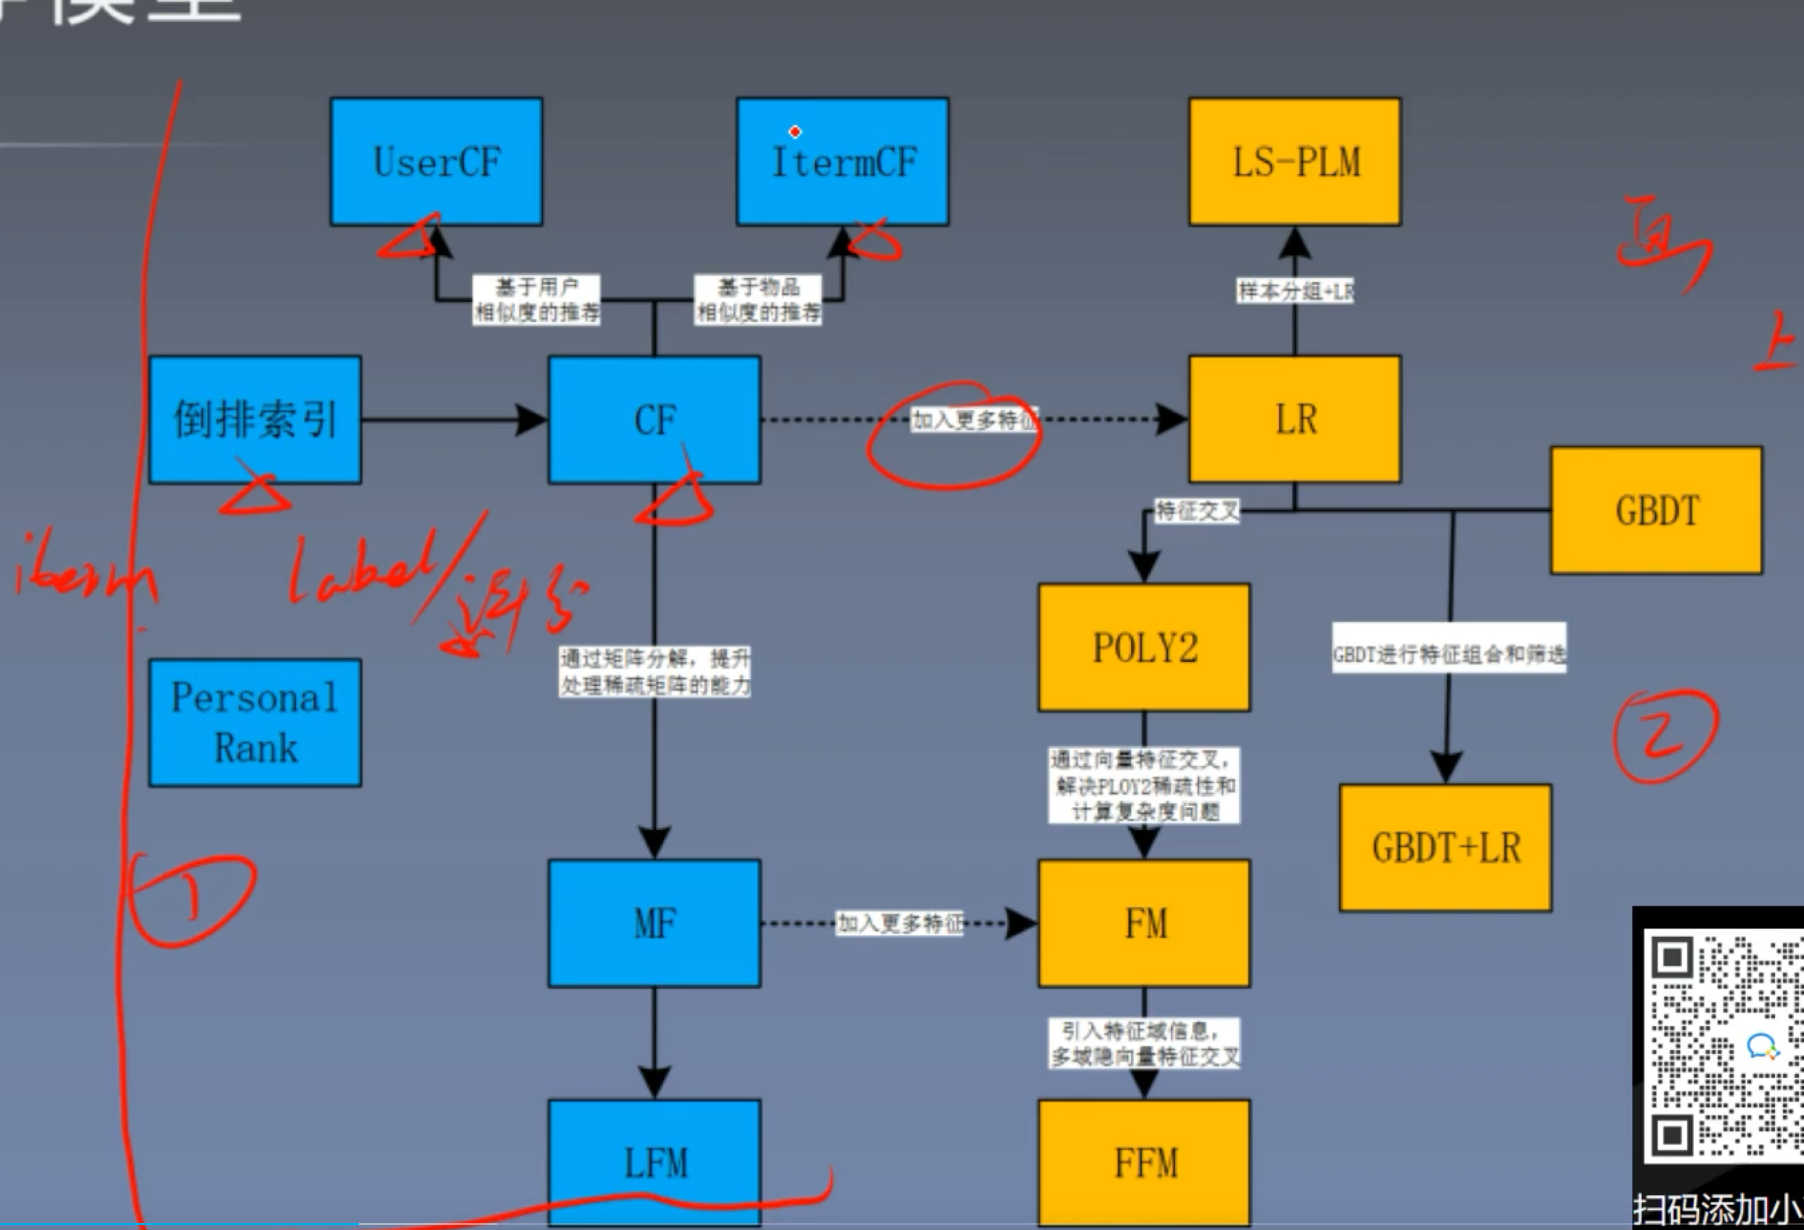 模型
UserCF
ItermCF
LS-PLM
基于用户
相似度的推荐
基于物品
相似度的推荐
样本分组+LR
上
倒排索引
CF
加入更多特征
LR
GBDT
特征交叉
iterm
label/
POLY2
GBDT进行特征组合和筛选
通过矩阵分解，提升
处理稀疏矩阵的能力
Personal
Rank
2
通过向量特征交叉，
解决PLOY2稀疏性和
计算复杂度问题
GBDT+LR
1
MF
加入更多特征
FM
引入特征域信息，
多域隐向量特征交叉
LFM
FFM
扫码添加小